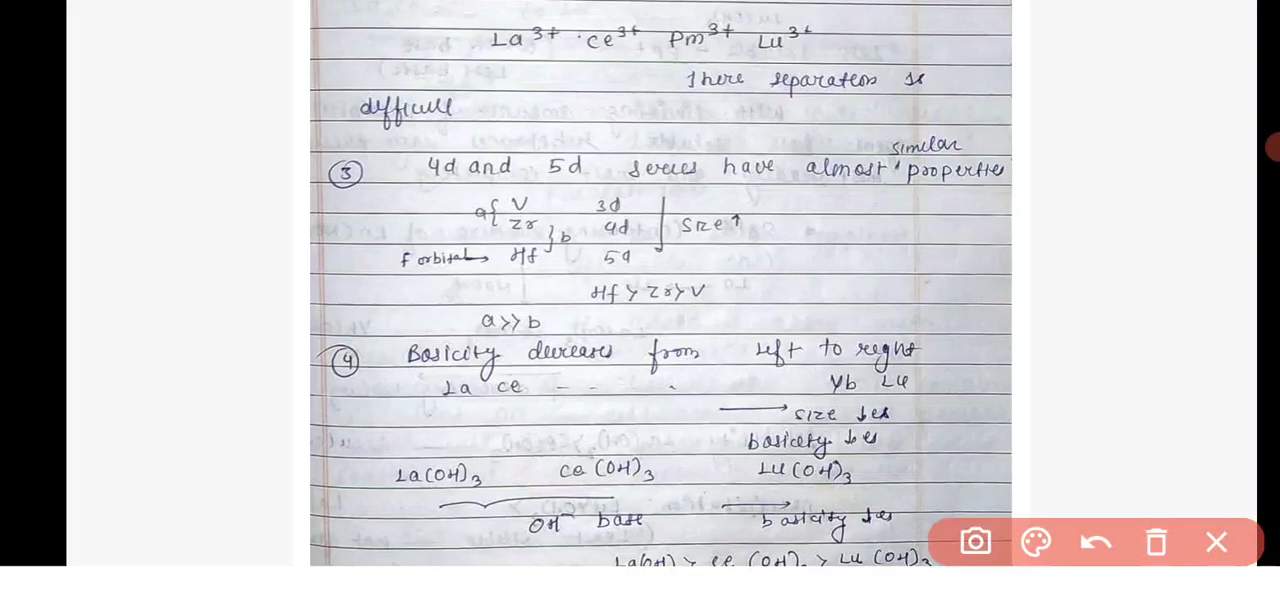 La³⁺ · ce³⁺ Pm³⁺ Lu³⁺
There separation is
difficult
③ 4d and 5d series have almost similar properties
a{ V 3d
Zr } b 4d Size ↑
f orbital → Hf 5d
Hf > Zr > V
a >> b
④ Basicity decreases from left to right
La ce - - . Yb Lu
→ size ↓es
basicity ↓es
La(OH)₃ ce (OH)₃ Lu(OH)₃
OH⁻ base → basicity ↓es
La(OH) > ce (OH) > Lu (OH)₃